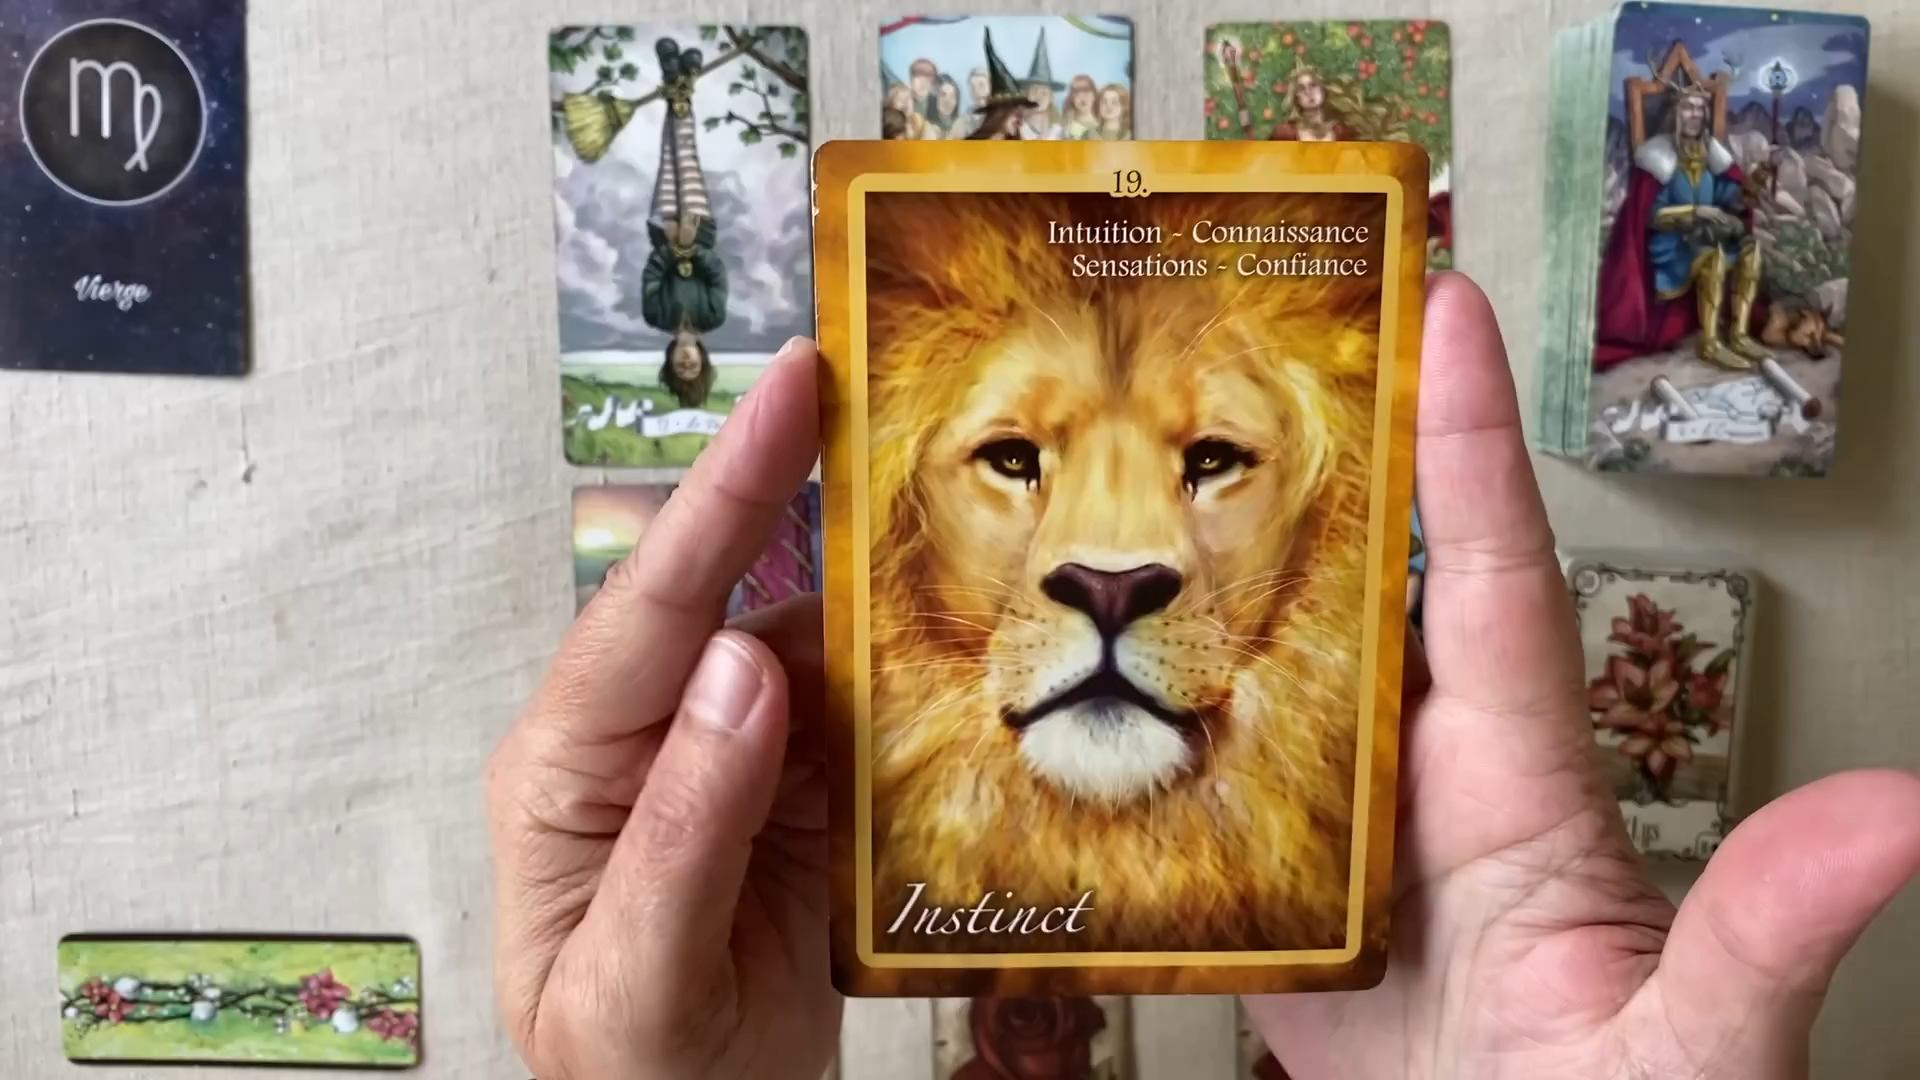 Vierge
19.
Intuition ~ Connaissance
Sensations ~ Confiance
Instinct